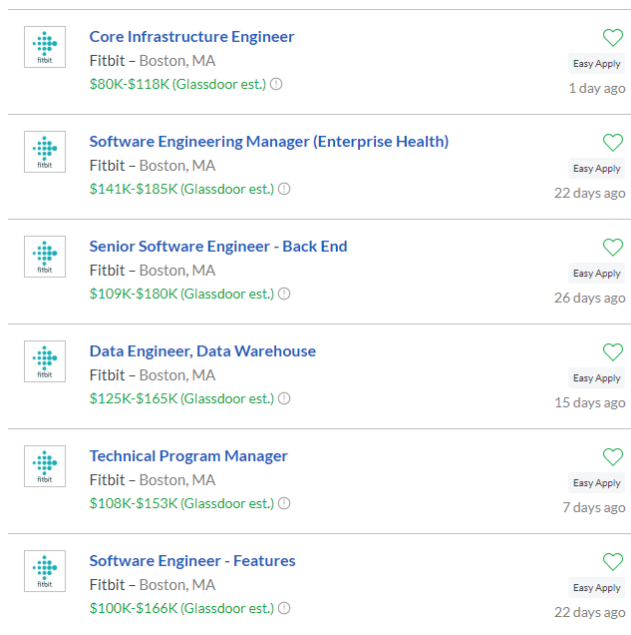 Core Infrastructure Engineer
fitbit
Fitbit – Boston, MA
Easy Apply
$80K-$118K (Glassdoor est.)
1 day ago
Software Engineering Manager (Enterprise Health)
fitbit
Fitbit – Boston, MA
Easy Apply
$141K-$185K (Glassdoor est.)
22 days ago
Senior Software Engineer - Back End
fitbit
Fitbit – Boston, MA
Easy Apply
$109K-$180K (Glassdoor est.)
26 days ago
Data Engineer, Data Warehouse
fitbit
Fitbit – Boston, MA
Easy Apply
$125K-$165K (Glassdoor est.)
15 days ago
Technical Program Manager
fitbit
Fitbit – Boston, MA
Easy Apply
$108K-$153K (Glassdoor est.)
7 days ago
Software Engineer - Features
fitbit
Fitbit – Boston, MA
Easy Apply
$100K-$166K (Glassdoor est.)
22 days ago